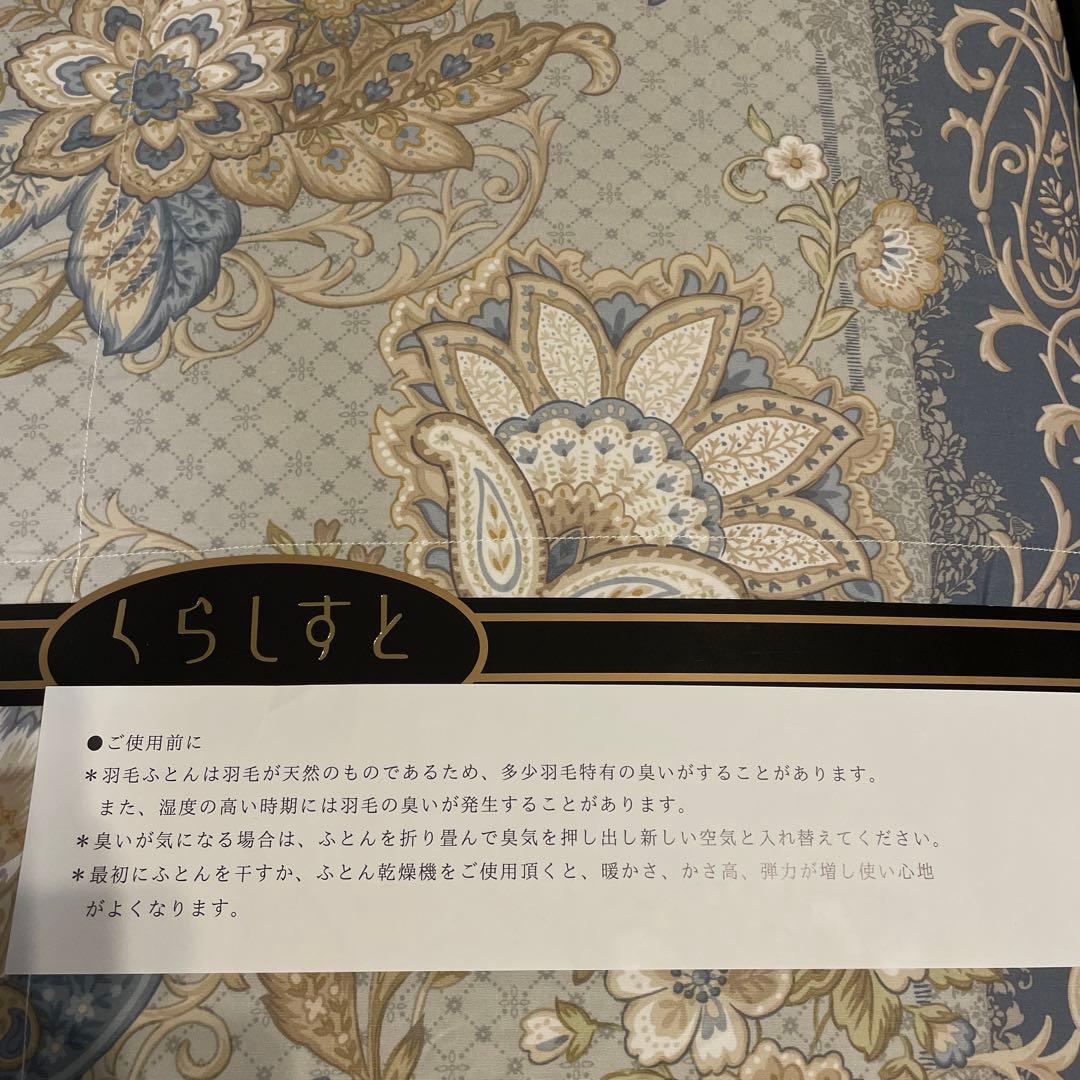 くらしすと
●ご使用前に
＊羽毛ふとんは羽毛が天然のものであるため、多少羽毛特有の臭いがすることがあります。
また、湿度の高い時期には羽毛の臭いが発生することがあります。
＊臭いが気になる場合は、ふとんを折り畳んで臭気を押し出し新しい空気と入れ替えてください。
＊最初にふとんを干すか、ふとん乾燥機をご使用頂くと、暖かさ、かさ高、弾力が増し使い心地
がよくなります。